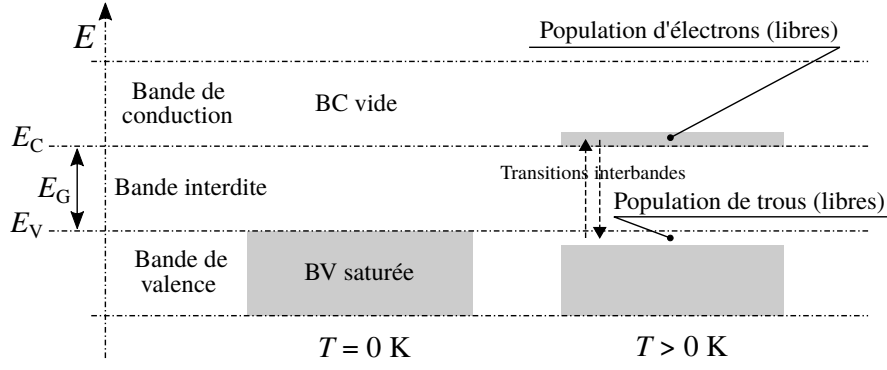 E
Population d'électrons (libres)
Bande de
conduction
BC vide
E_C
Transitions interbandes
E_G
Bande interdite
Population de trous (libres)
E_V
Bande de
valence
BV saturée
T = 0 K
T > 0 K